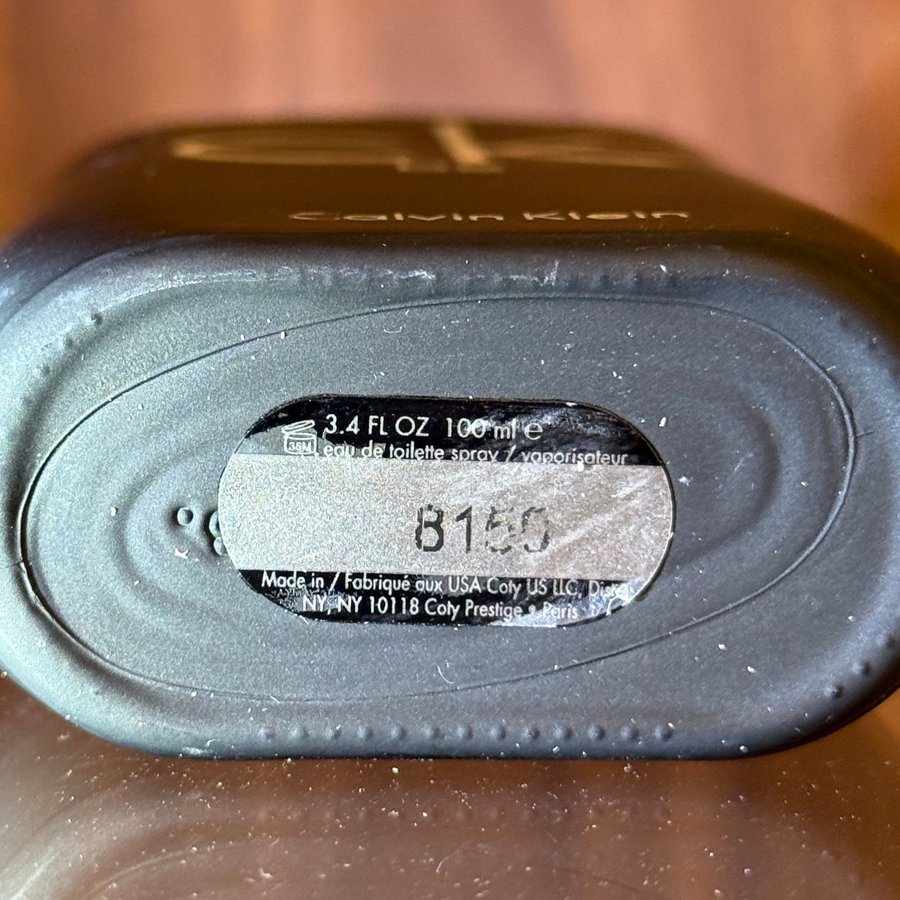 Calvin Klein
3.4 FL OZ 100 ml e
36M eau de toilette spray / vaporisateur
8150
Made in / Fabriqué aux USA Coty US LLC,
NY, NY 10118 Coty Prestige • Paris